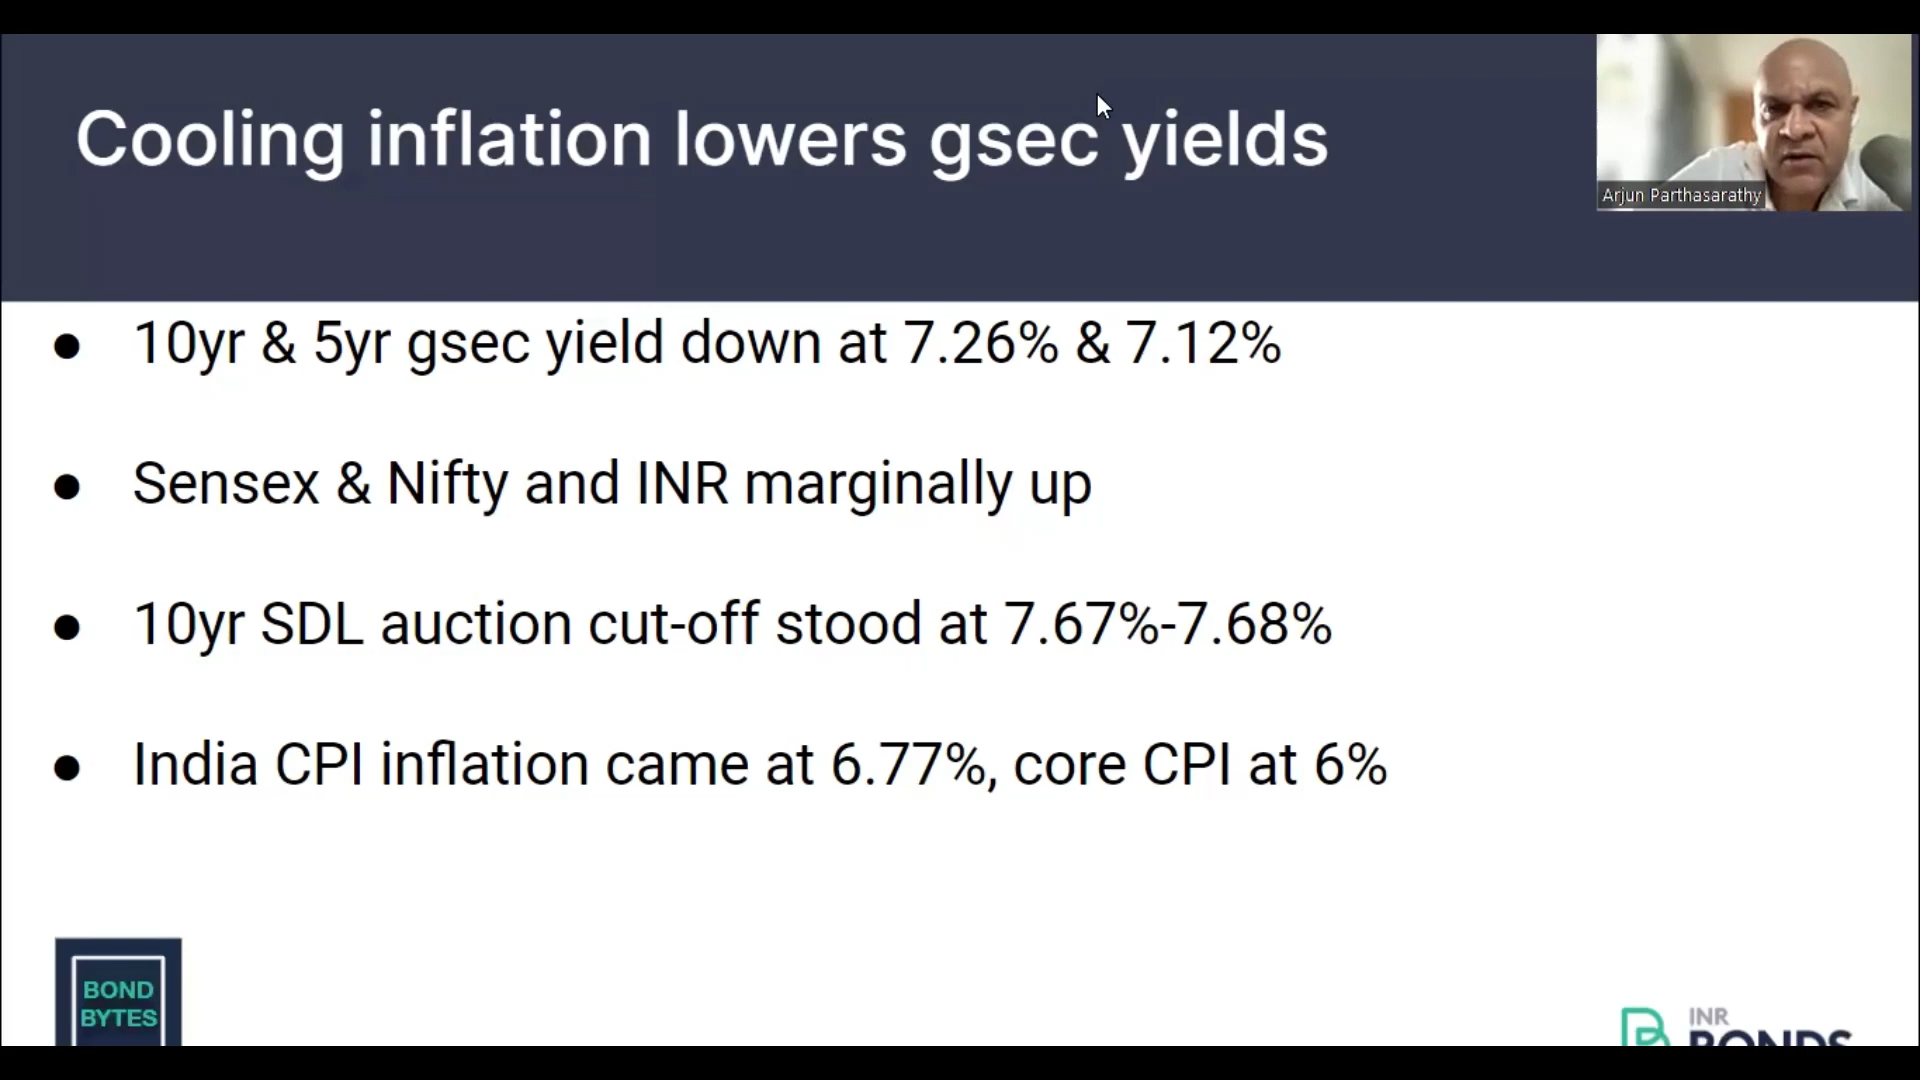 Cooling inflation lowers gsec yields
Arjun Parthasarathy
● 10yr & 5yr gsec yield down at 7.26% & 7.12%
● Sensex & Nifty and INR marginally up
● 10yr SDL auction cut-off stood at 7.67%-7.68%
● India CPI inflation came at 6.77%, core CPI at 6%
BOND
BYTES
INR
BONDS